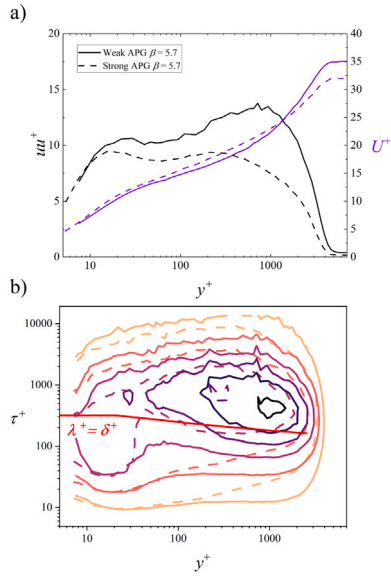 a)
20
15
10
5
0
uu⁺
Weak APG β = 5.7
Strong APG β = 5.7
40
35
30
25
20
15
10
5
0
U⁺
10
100
1000
y⁺
b)
10000
1000
100
10
τ⁺
λ⁺= δ⁺
10
100
1000
y⁺